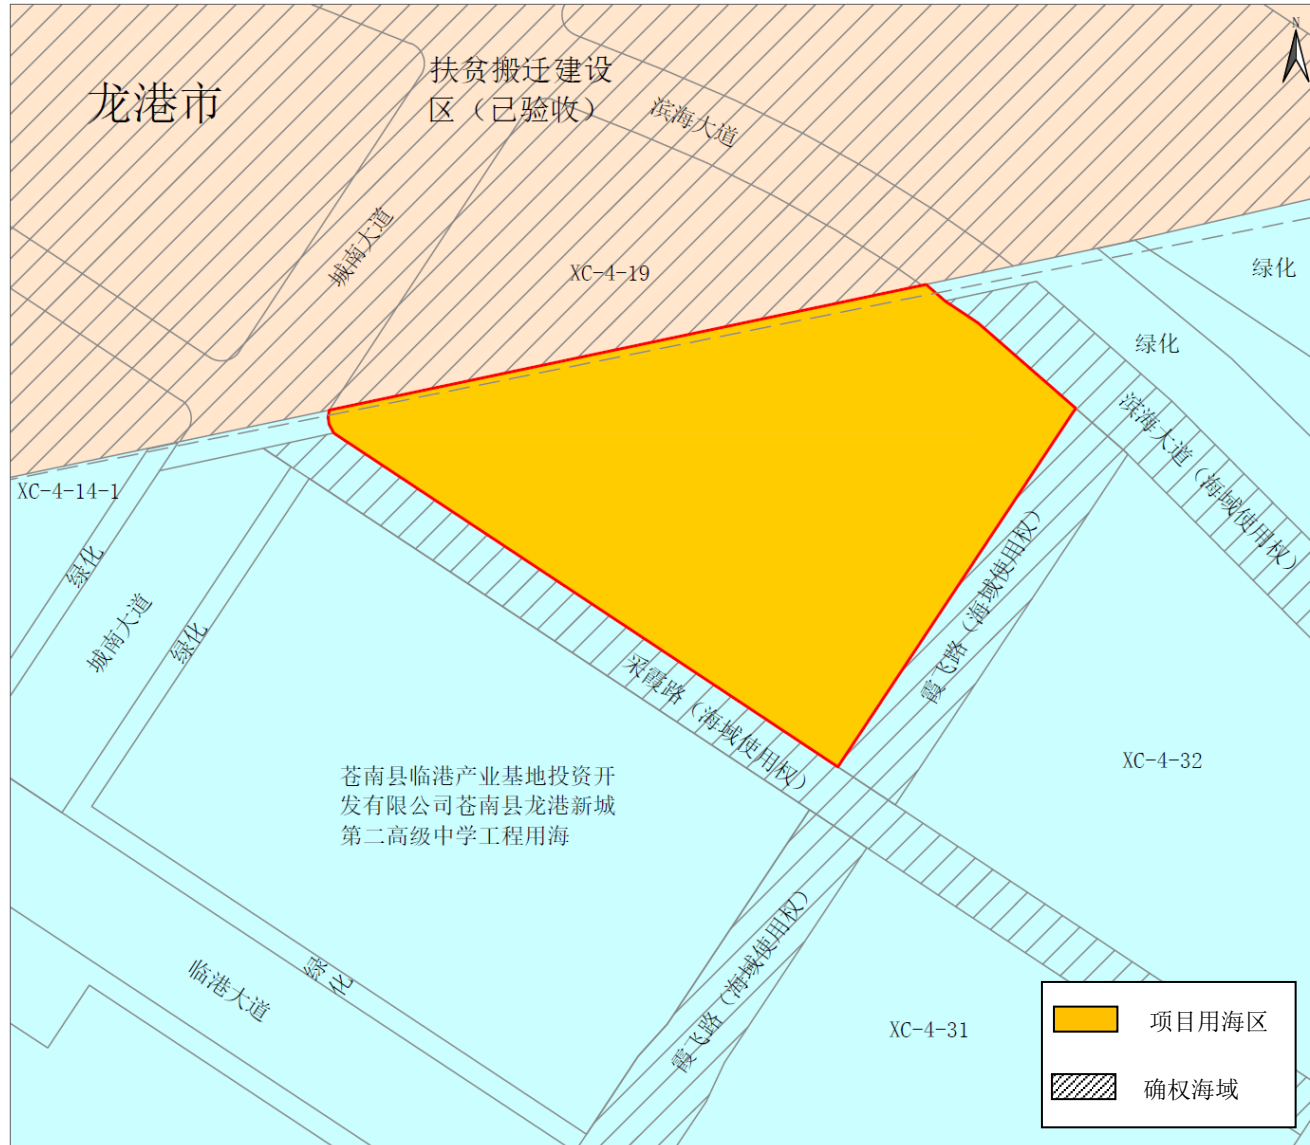 N
龙港市
扶贫搬迁建设
区（已验收）
滨海大道
城南大道
XC-4-19
绿化
绿化
滨海大道（海域使用权）
XC-4-14-1
绿化
城南大道
绿化
霞飞路（海域使用权）
采霞路（海域使用权）
XC-4-32
苍南县临港产业基地投资开
发有限公司苍南县龙港新城
第二高级中学工程用海
霞飞路（海域使用权）
临港大道
绿化
XC-4-31
项目用海区
确权海域